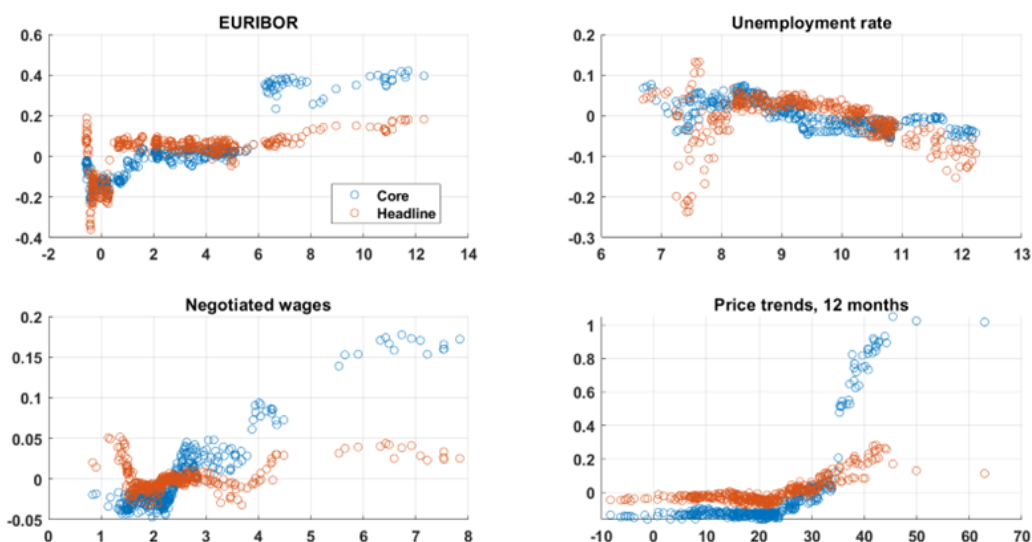 EURIBOR
0.6
0.4
0.2
0
-0.2
-0.4
-2 0 2 4 6 8 10 12 14
Core
Headline
Unemployment rate
0.2
0.1
0
-0.1
-0.2
-0.3
6 7 8 9 10 11 12 13
Negotiated wages
0.2
0.15
0.1
0.05
0
-0.05
0 1 2 3 4 5 6 7 8
Price trends, 12 months
1
0.8
0.6
0.4
0.2
0
-10 0 10 20 30 40 50 60 70